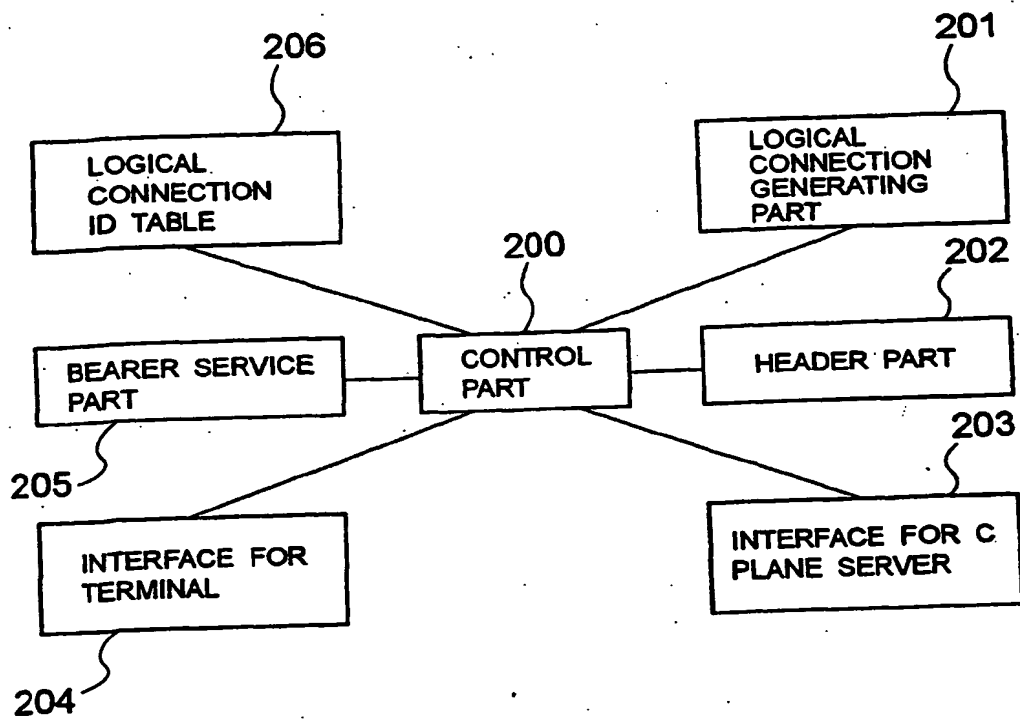 206
LOGICAL
CONNECTION
ID TABLE
201
LOGICAL
CONNECTION
GENERATING
PART
200
CONTROL
PART
202
HEADER PART
BEARER SERVICE
PART
205
203
INTERFACE FOR C
PLANE SERVER
INTERFACE FOR
TERMINAL
204